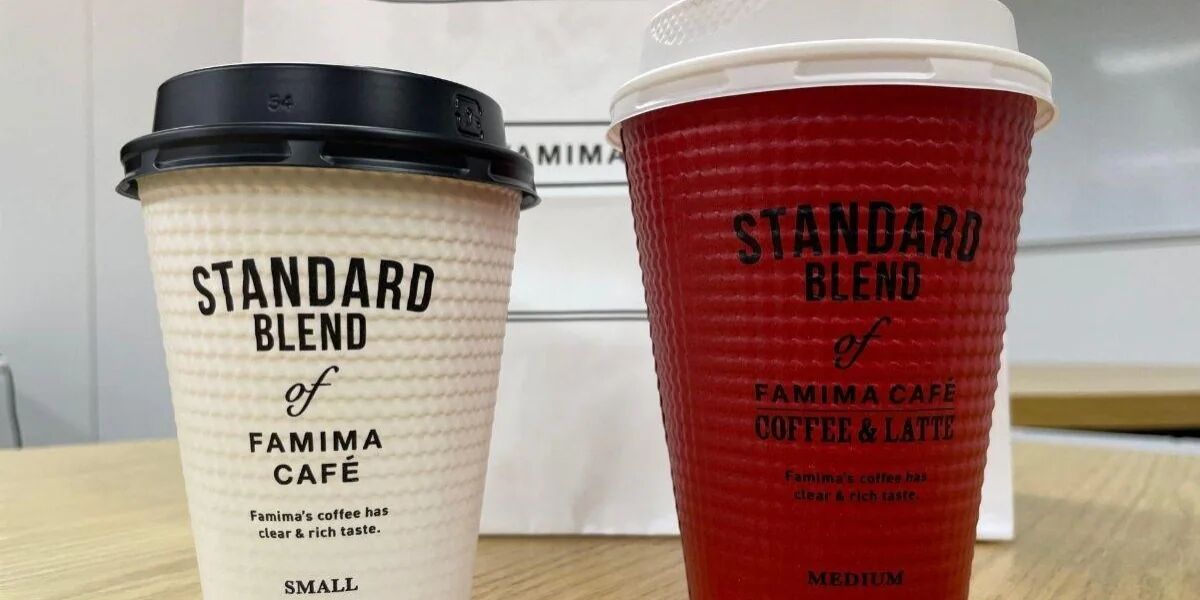 54
STANDARD
BLEND
of
FAMIMA
CAFÉ
Famima's coffee has
clear & rich taste.
SMALL
AMIMA
STANDARD
BLEND
of
FAMIMA CAFÉ
COFFEE & LATTE
Famima's coffee has
clear & rich taste.
MEDIUM